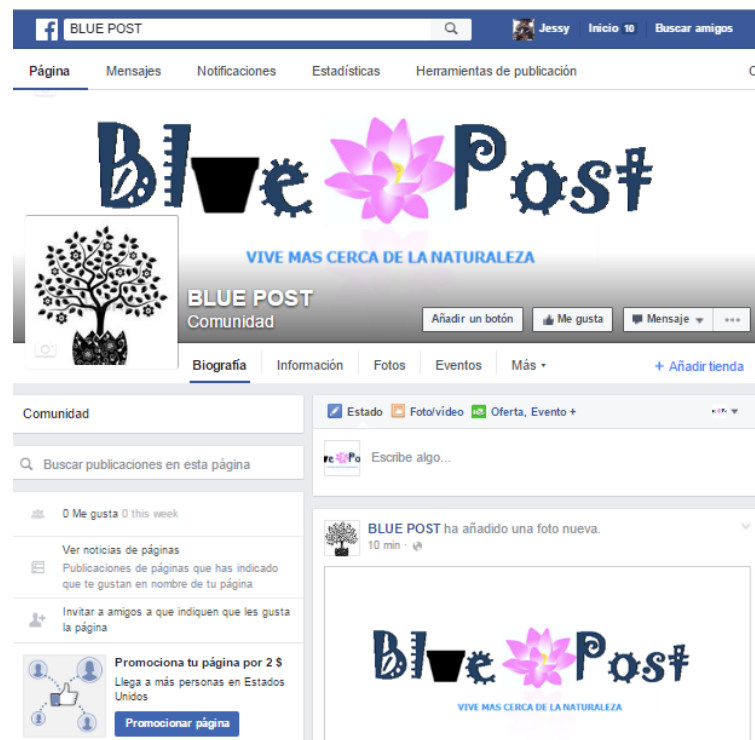 BLUE POST
Jessy Inicio 10 Buscar amigos
Página Mensajes Notificaciones Estadísticas Herramientas de publicación
Blue Post
VIVE MAS CERCA DE LA NATURALEZA
BLUE POST
Comunidad
Añadir un botón Me gusta Mensaje
Biografía Información Fotos Eventos Más + Añadir tienda
Comunidad
Estado Foto/vídeo Oferta, Evento +
Buscar publicaciones en esta página
Escribe algo...
0 Me gusta 0 this week
Ver noticias de páginas
Publicaciones de páginas que has indicado
que te gustan en nombre de tu página
Invitar a amigos a que indiquen que les gusta
la página
Promociona tu página por 2 $
Llega a más personas en Estados
Unidos
Promocionar página
BLUE POST ha añadido una foto nueva.
10 min ·
Blue Post
VIVE MAS CERCA DE LA NATURALEZA